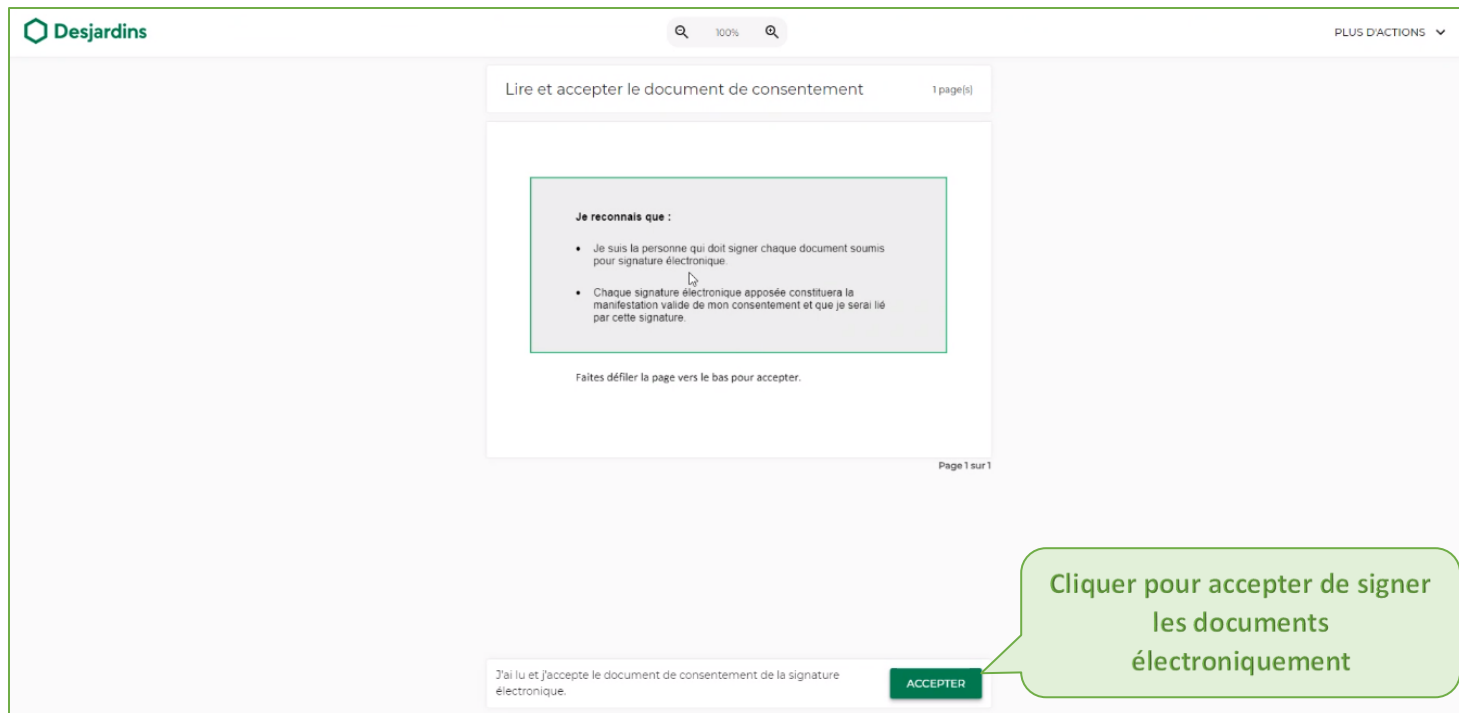 Desjardins
100%
PLUS D'ACTIONS
Lire et accepter le document de consentement
1 page(s)
Je reconnais que :
• Je suis la personne qui doit signer chaque document soumis
pour signature électronique.
• Chaque signature électronique apposée constituera la
manifestation valide de mon consentement et que je serai lié
par cette signature.
Faites défiler la page vers le bas pour accepter.
Page 1 sur 1
Cliquer pour accepter de signer
les documents
électroniquement
J'ai lu et j'accepte le document de consentement de la signature
électronique.
ACCEPTER